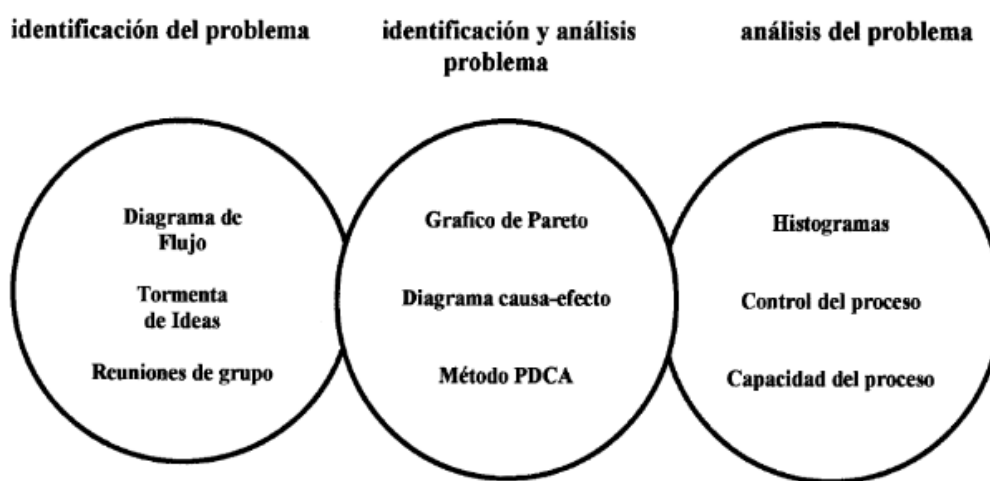 identificación del problema
identificación y análisis
problema
análisis del problema
Diagrama de
Flujo
Tormenta
de Ideas
Reuniones de grupo
Grafico de Pareto
Diagrama causa-efecto
Método PDCA
Histogramas
Control del proceso
Capacidad del proceso